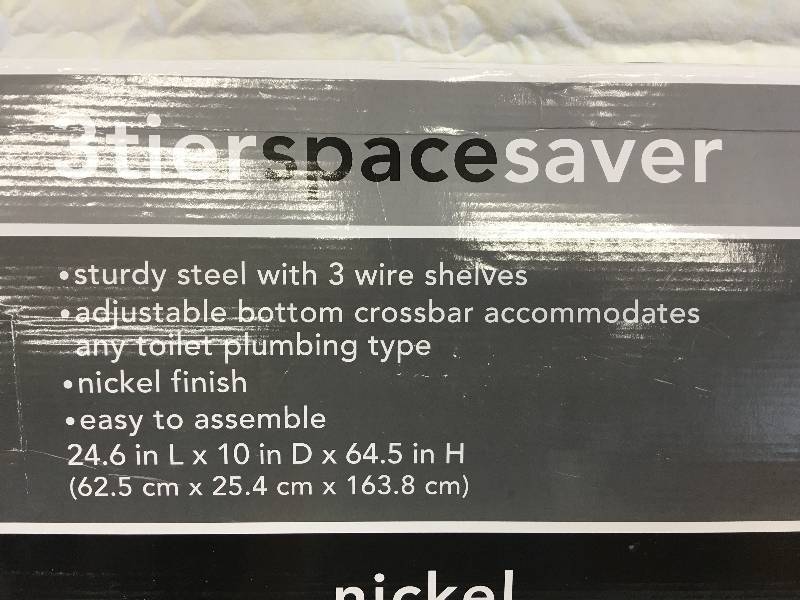 3tierspacesaver
•sturdy steel with 3 wire shelves
•adjustable bottom crossbar accommodates
any toilet plumbing type
•nickel finish
•easy to assemble
24.6 in L x 10 in D x 64.5 in H
(62.5 cm x 25.4 cm x 163.8 cm)
nickel